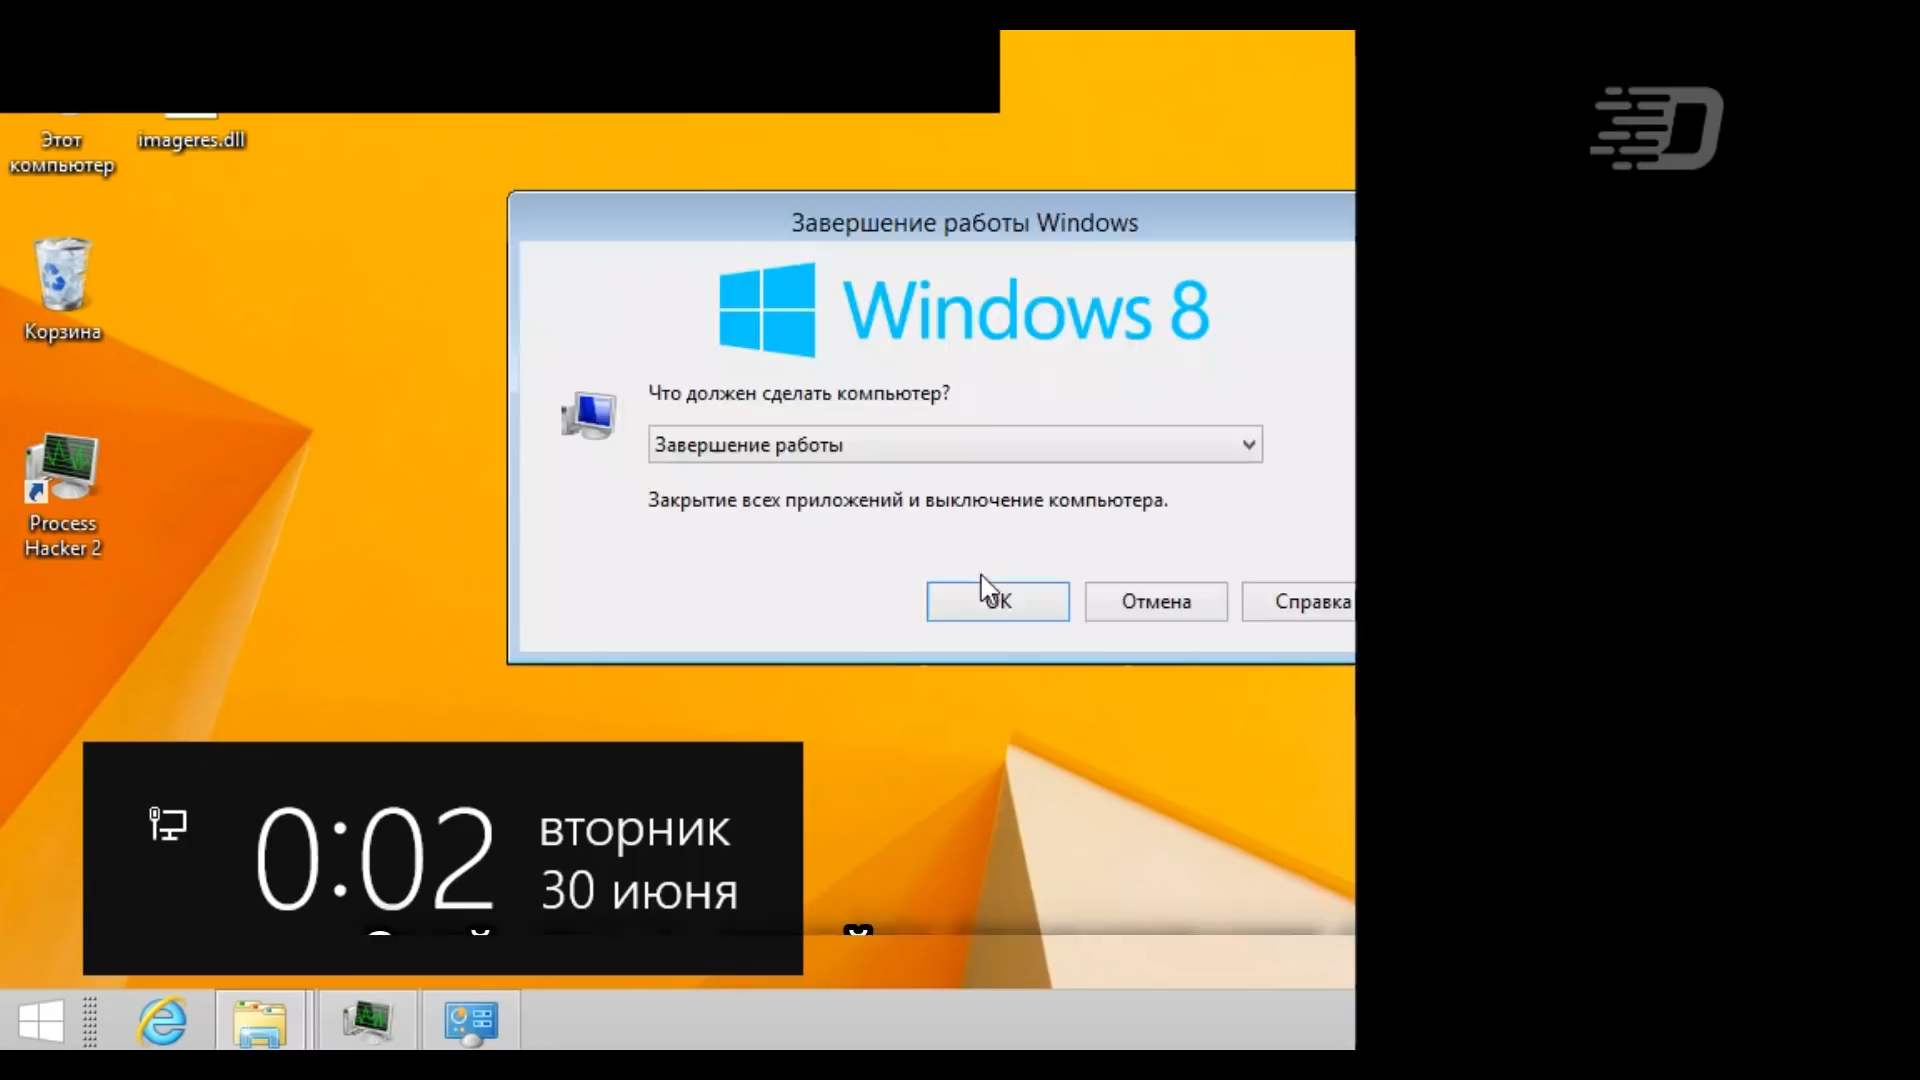 Этот
компьютер
imageres.dll
Корзина
Process
Hacker 2
Завершение работы Windows
Windows 8
Что должен сделать компьютер?
Завершение работы
Закрытие всех приложений и выключение компьютера.
OK
Отмена
Справка
0:02
вторник
30 июня